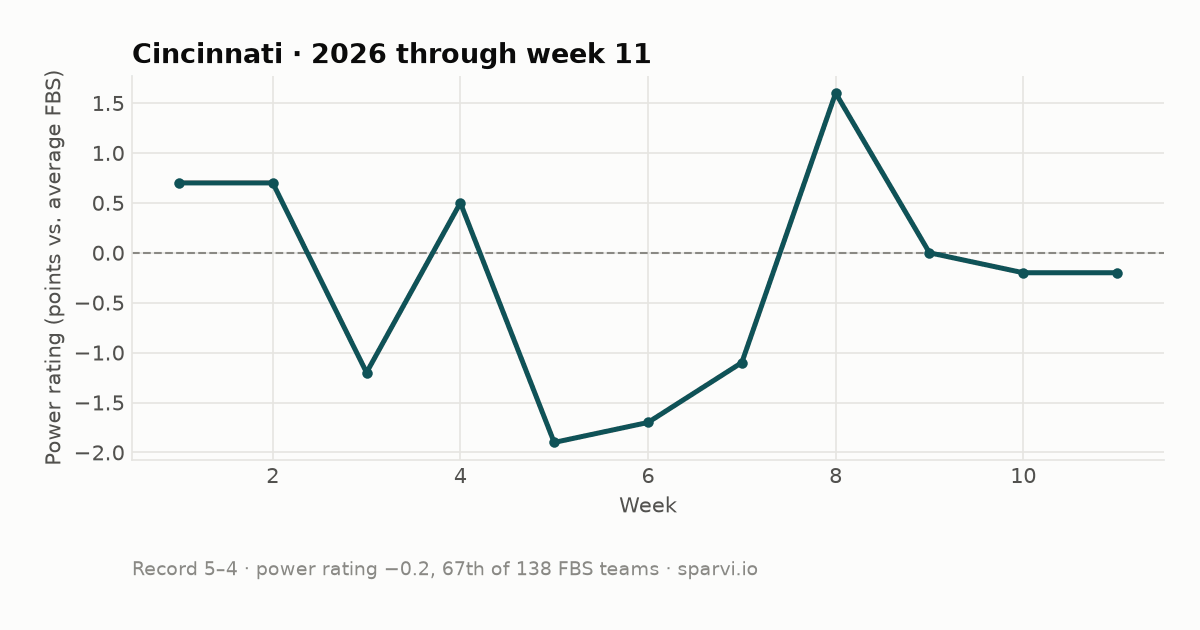 Cincinnati · 2026 through week 11
Power rating (points vs. average FBS)
1.5
1.0
0.5
0.0
−0.5
−1.0
−1.5
−2.0
2 4 6 8 10
Week
Record 5–4 · power rating −0.2, 67th of 138 FBS teams · sparvi.io